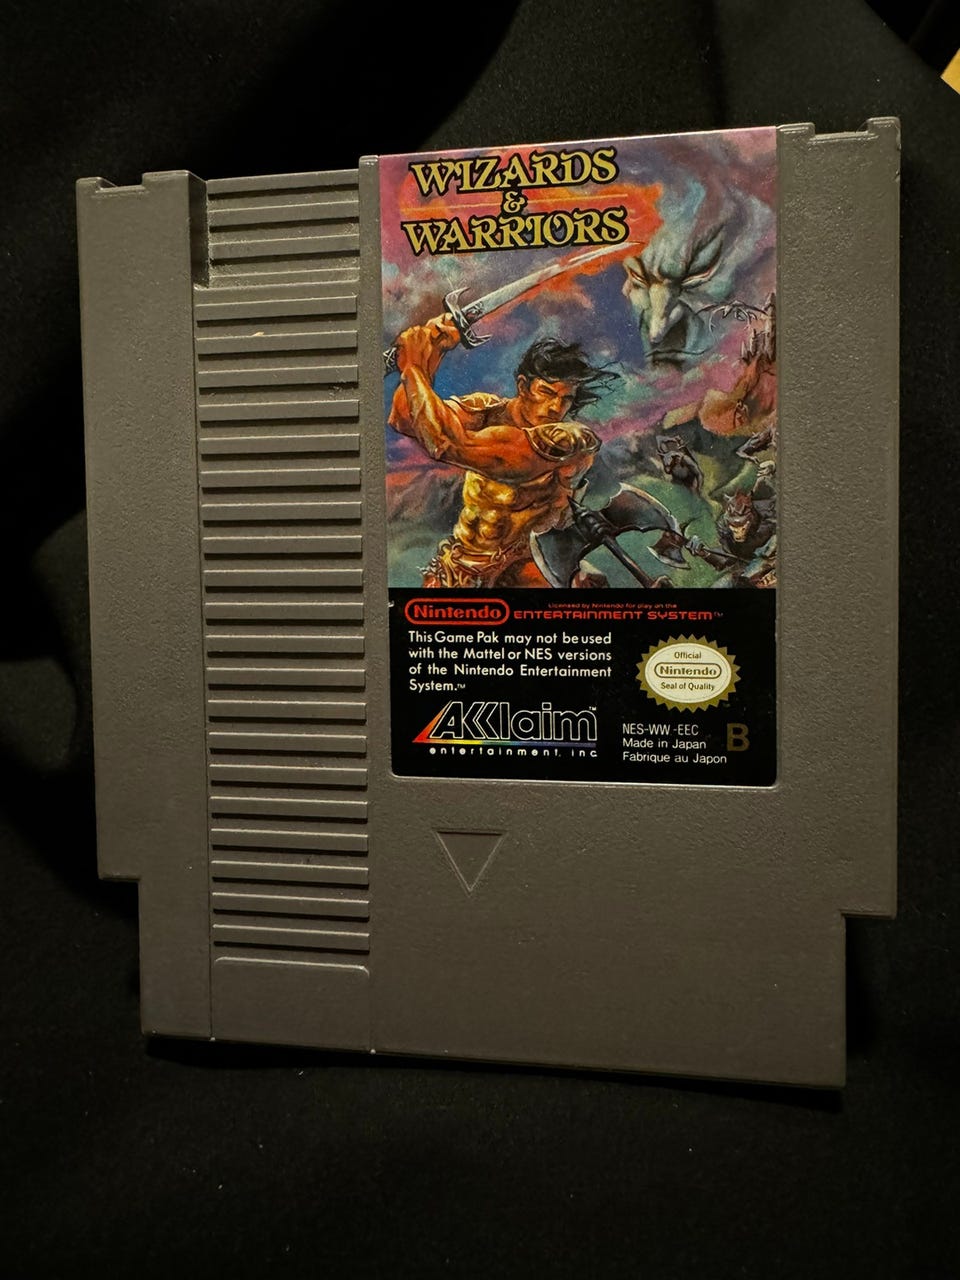 WIZARDS
&
WARRIORS
Nintendo
Licensed by Nintendo for play on the
ENTERTAINMENT SYSTEM™
This Game Pak may not be used
with the Mattel or NES versions
of the Nintendo Entertainment
System.™
Official
Nintendo
Seal of Quality
AKKlaim™
entertainment, inc.
NES-WW-EEC
Made in Japan
Fabrique au Japon
B